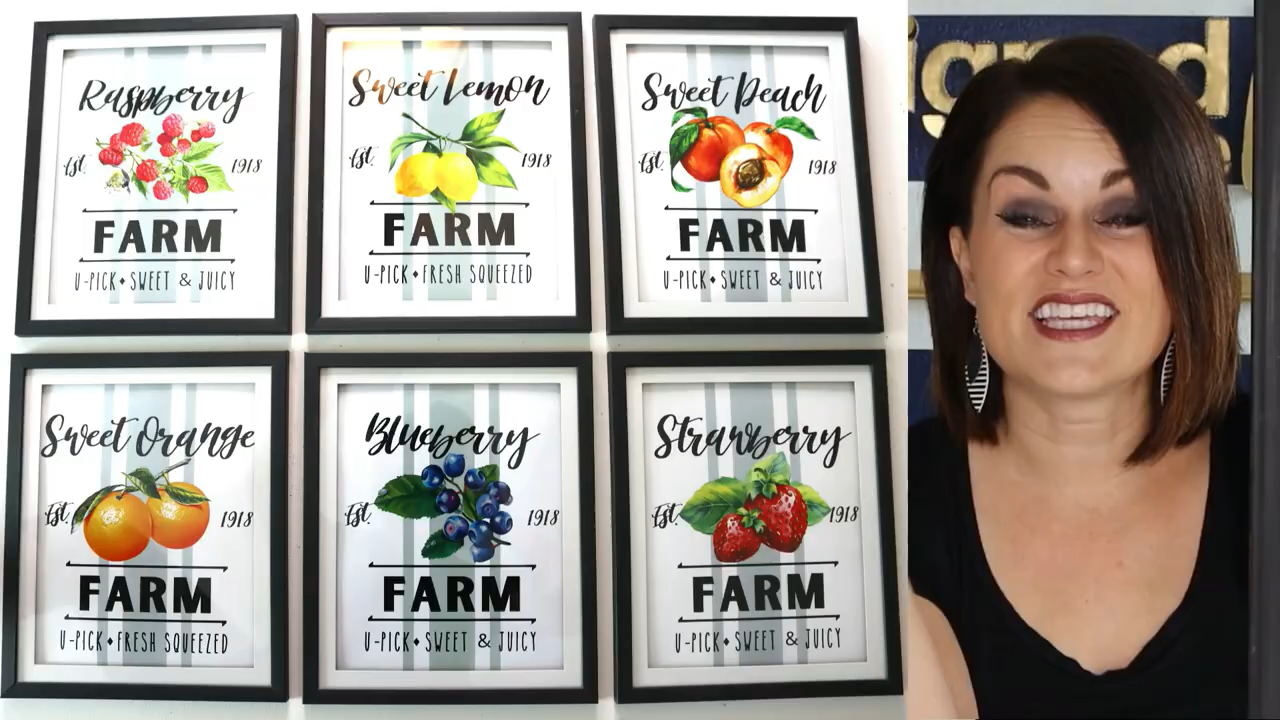 Raspberry
Est. 1918
FARM
U-PICK • SWEET & JUICY
Sweet Lemon
Est. 1918
FARM
U-PICK • FRESH SQUEEZED
Sweet Peach
Est. 1918
FARM
U-PICK • SWEET & JUICY
Sweet Orange
Est. 1918
FARM
U-PICK • FRESH SQUEEZED
Blueberry
Est. 1918
FARM
U-PICK • SWEET & JUICY
Strawberry
Est. 1918
FARM
U-PICK • SWEET & JUICY